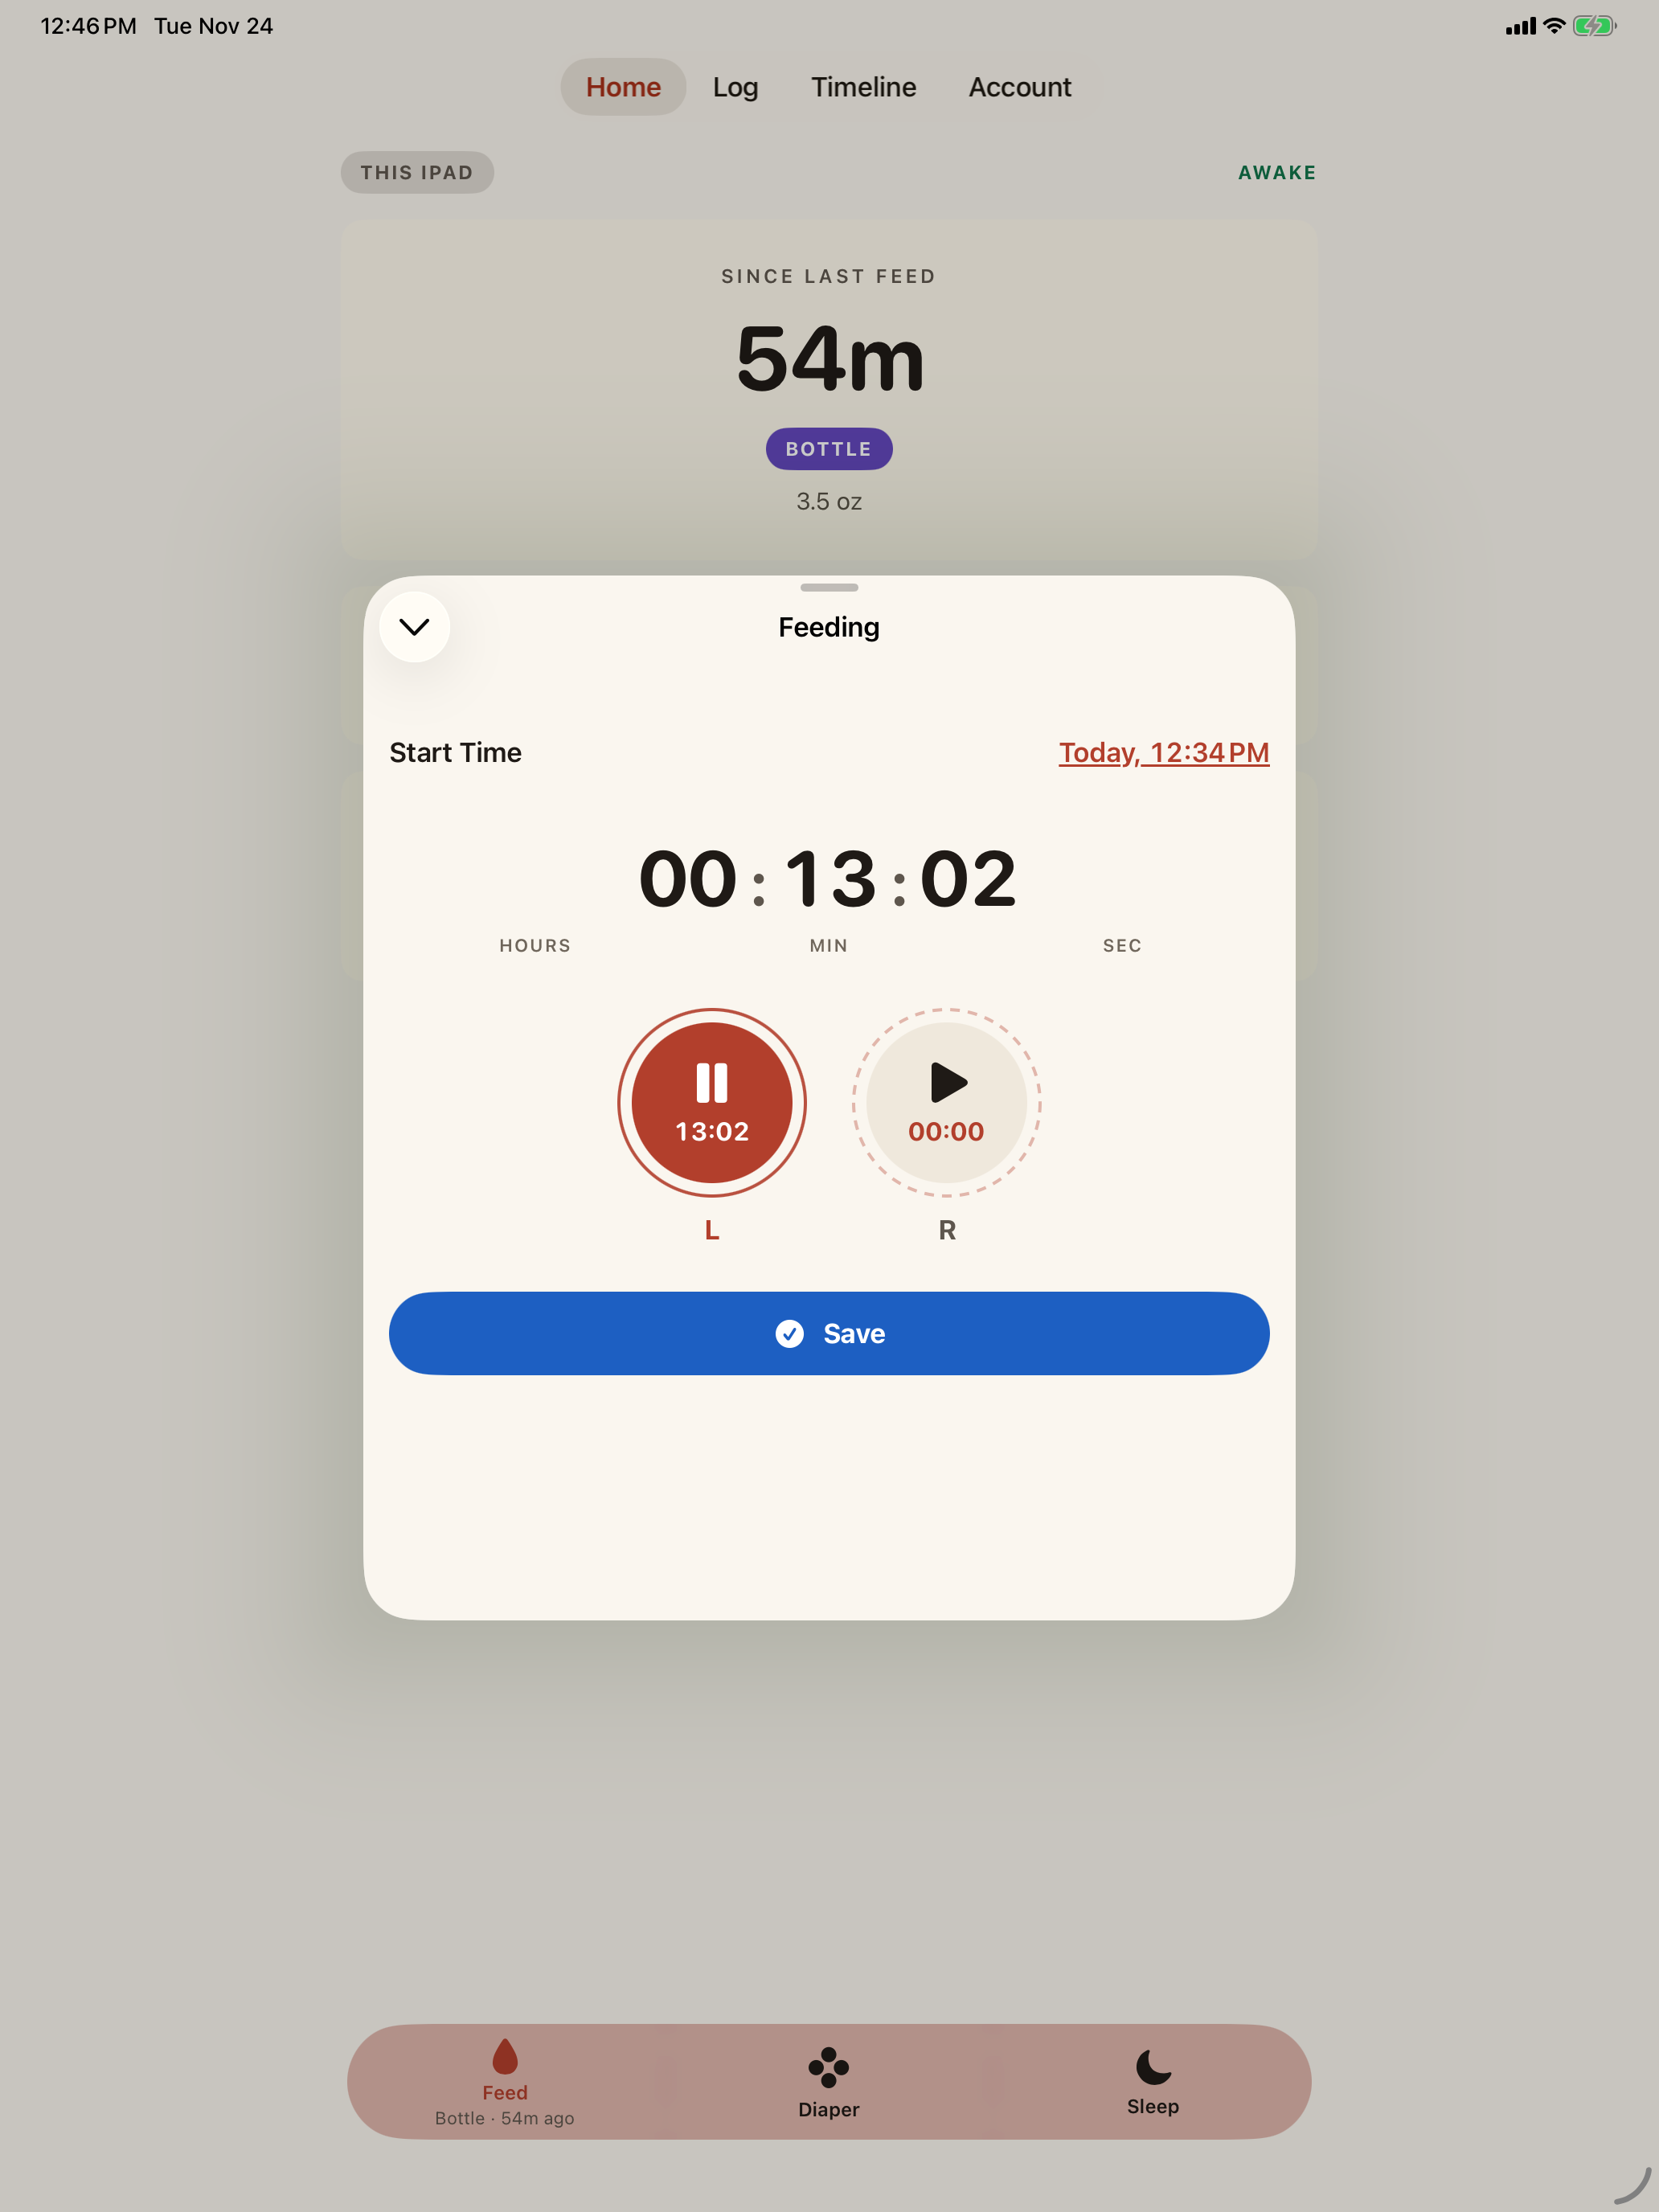 12:46 PM Tue Nov 24
Home Log Timeline Account
THIS IPAD AWAKE
SINCE LAST FEED
54m
BOTTLE
3.5 oz
Feeding
Start Time Today, 12:34 PM
00 : 13 : 02
HOURS MIN SEC
13:02 00:00
L R
Save
Feed Diaper Sleep
Bottle · 54m ago